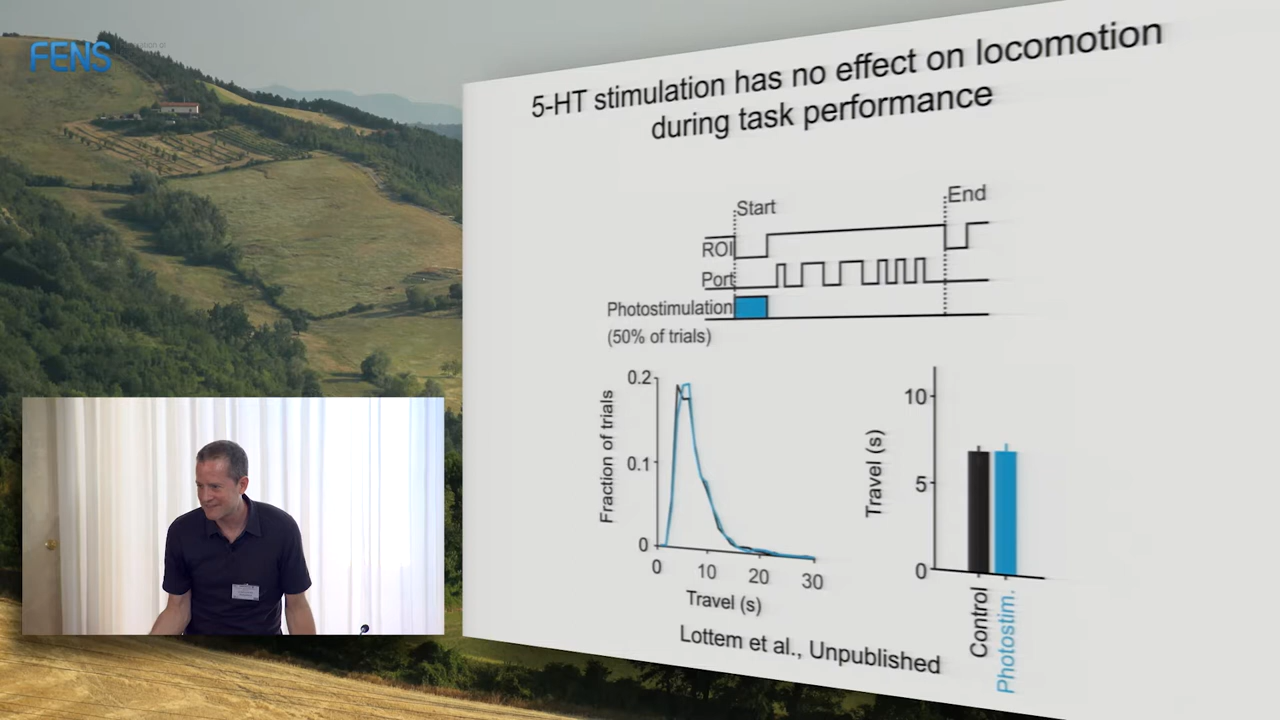 FENS
5-HT stimulation has no effect on locomotion
during task performance
Start
End
ROI
Port
Photostimulation
(50% of trials)
0.2
0.1
0
Fraction of trials
0
10
20
30
Travel (s)
10
5
0
Travel (s)
Control
Photostim.
Lottem et al., Unpublished